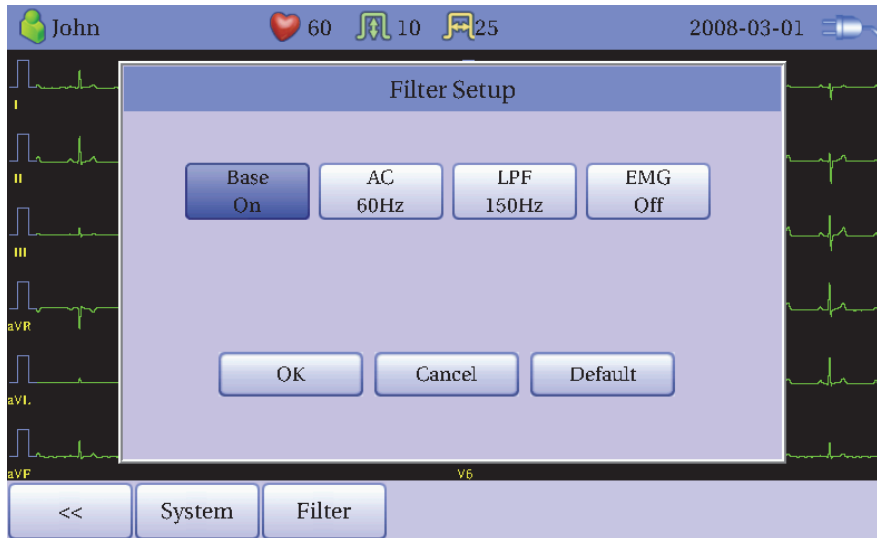 John 60 10 25 2008-03-01
Filter Setup
I
II
III
aVR
aVL
aVF
V6
Base
On
AC
60Hz
LPF
150Hz
EMG
Off
OK Cancel Default
<< System Filter